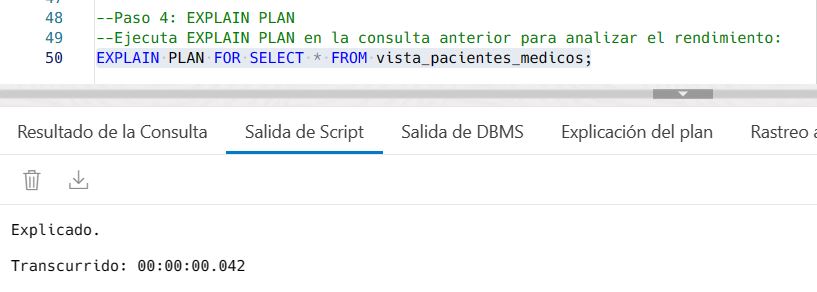 47
48 --Paso 4: EXPLAIN PLAN
49 --Ejecuta EXPLAIN PLAN en la consulta anterior para analizar el rendimiento:
50 EXPLAIN PLAN FOR SELECT * FROM vista_pacientes_medicos;
Resultado de la Consulta Salida de Script Salida de DBMS Explicación del plan Rastreo a
Explicado.
Transcurrido: 00:00:00.042